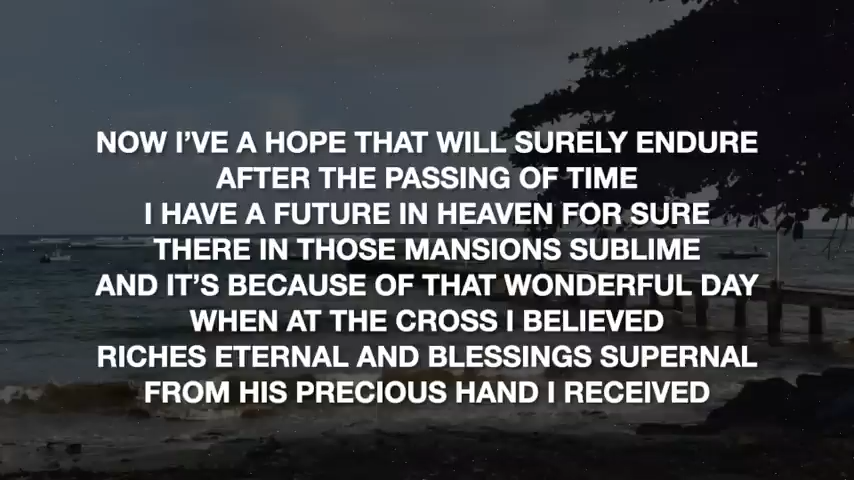 NOW I'VE A HOPE THAT WILL SURELY ENDURE
AFTER THE PASSING OF TIME
I HAVE A FUTURE IN HEAVEN FOR SURE
THERE IN THOSE MANSIONS SUBLIME
AND IT'S BECAUSE OF THAT WONDERFUL DAY
WHEN AT THE CROSS I BELIEVED
RICHES ETERNAL AND BLESSINGS SUPERNAL
FROM HIS PRECIOUS HAND I RECEIVED